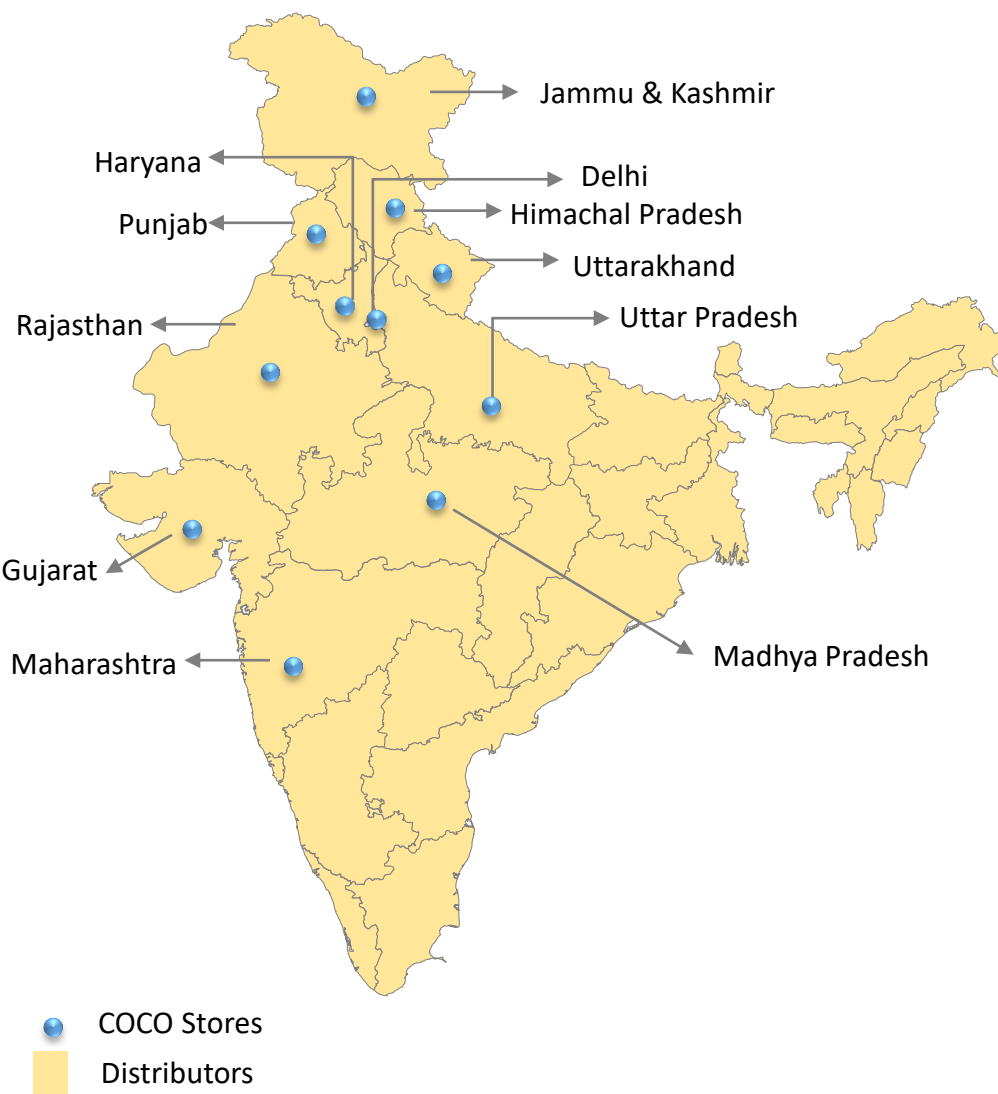 Jammu & Kashmir
Haryana
Delhi
Himachal Pradesh
Punjab
Uttarakhand
Uttar Pradesh
Rajasthan
Gujarat
Maharashtra
Madhya Pradesh
COCO Stores
Distributors